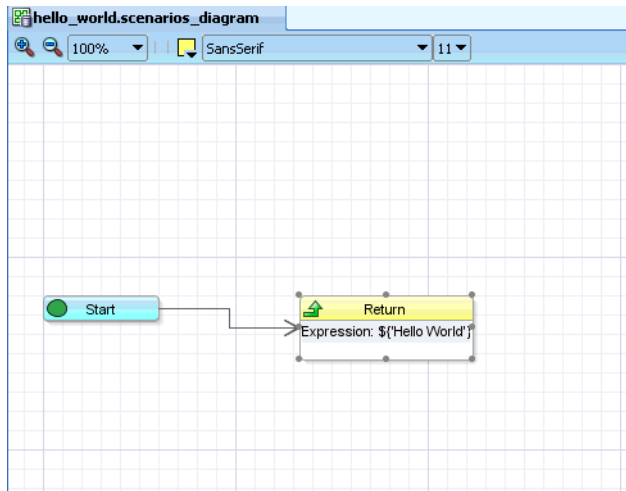 hello_world.scenarios_diagram
100% SansSerif 11
Start
Return
Expression: ${'Hello World'}